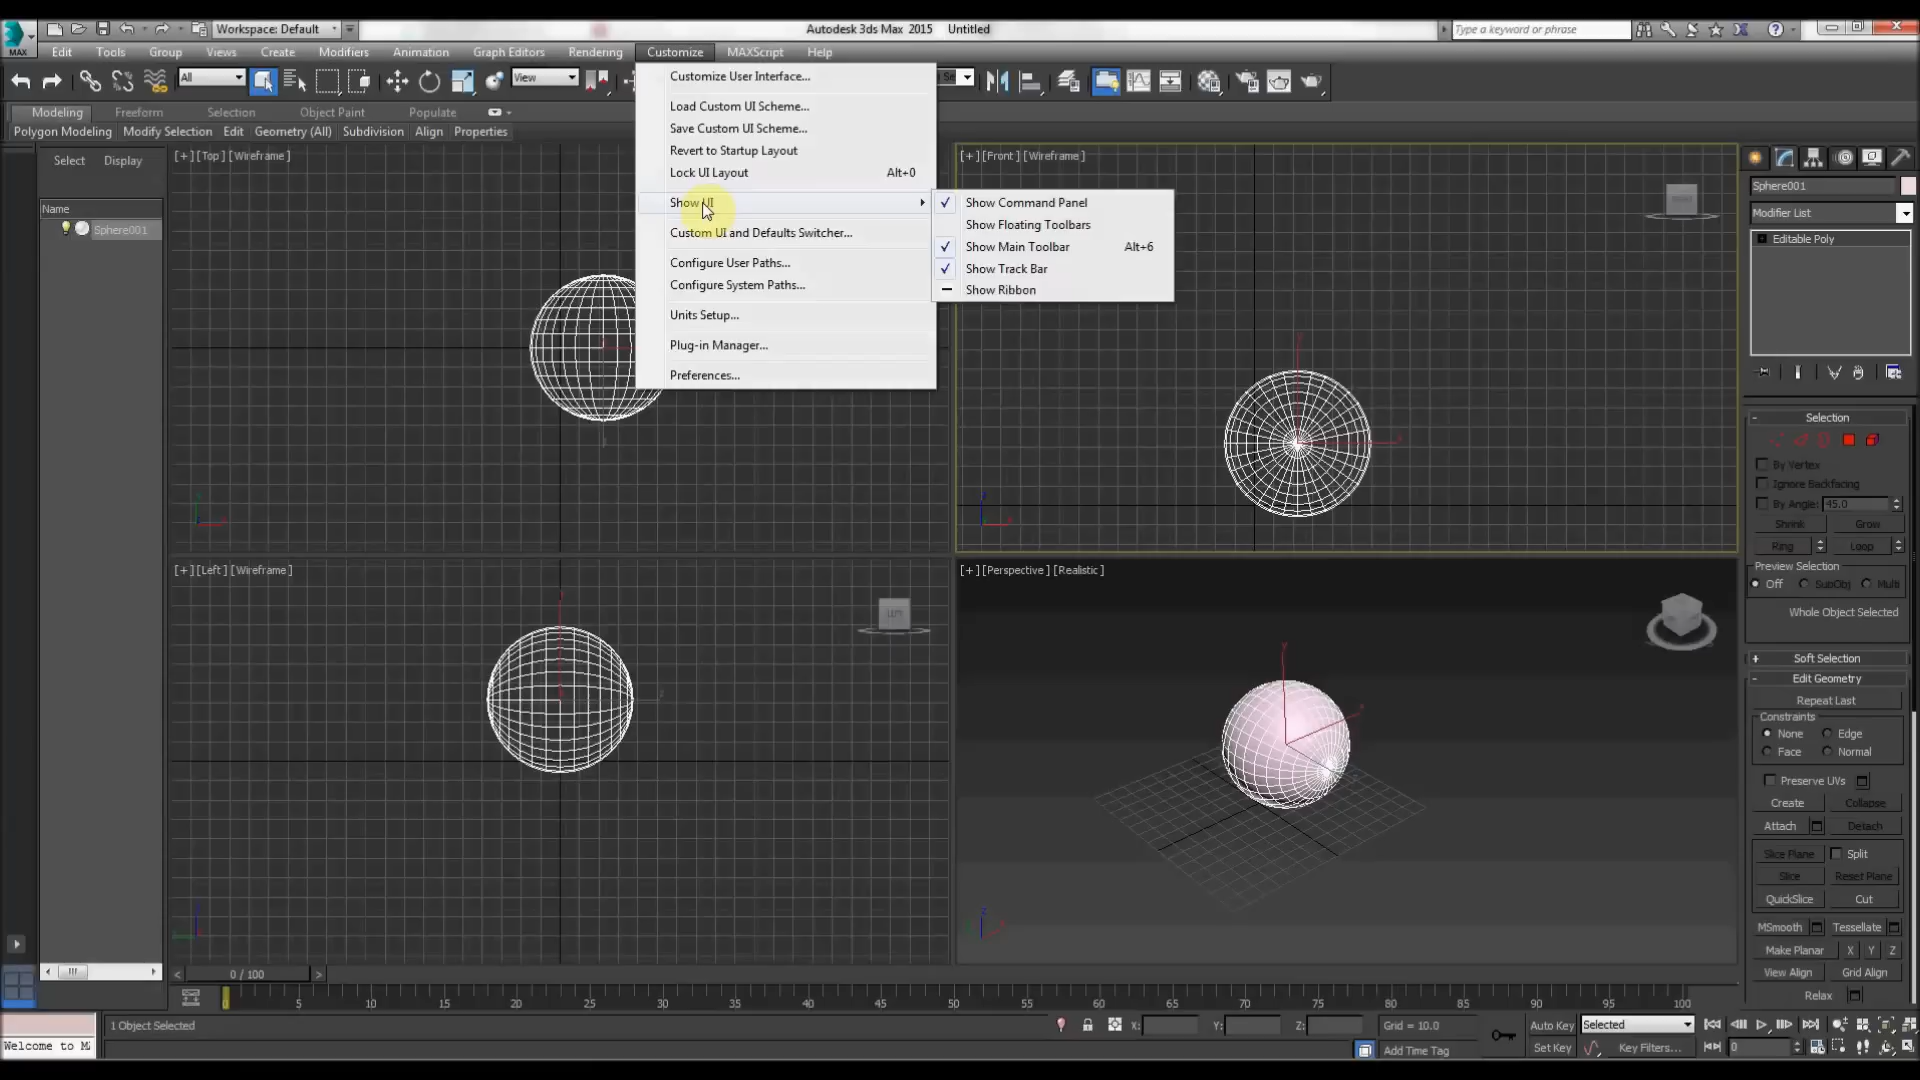 Workspace: Default
Autodesk 3ds Max 2015 Untitled
Type a keyword or phrase
MAX
Edit Tools Group Views Create Modifiers Animation Graph Editors Rendering Customize MAXScript Help
All
View
Modeling Freeform Selection Object Paint Populate
Polygon Modeling Modify Selection Edit Geometry (All) Subdivision Align Properties
Customize User Interface...
Load Custom UI Scheme...
Save Custom UI Scheme...
Revert to Startup Layout
Lock UI Layout Alt+0
Show UI
Custom UI and Defaults Switcher...
Configure User Paths...
Configure System Paths...
Units Setup...
Plug-in Manager...
Preferences...
Show Command Panel
Show Floating Toolbars
Show Main Toolbar Alt+6
Show Track Bar
Show Ribbon
Select Display
Name
Sphere001
[+] [Top] [Wireframe]
[+] [Front] [Wireframe]
[+] [Left] [Wireframe]
[+] [Perspective] [Realistic]
Sphere001
Modifier List
Editable Poly
- Selection
By Vertex
Ignore Backfacing
By Angle: 45.0
Shrink Grow
Ring Loop
Preview Selection
Off SubObj Multi
Whole Object Selected
+ Soft Selection
- Edit Geometry
Repeat Last
Constraints
None Edge
Face Normal
Preserve UVs
Create Collapse
Attach Detach
Slice Plane Split
Slice Reset Plane
QuickSlice Cut
MSmooth Tessellate
Make Planar X Y Z
View Align Grid Align
Relax
< 0 / 100 >
0 5 10 15 20 25 30 35 40 45 50 55 60 65 70 75 80 85 90 95 100
1 Object Selected
X: Y: Z: Grid = 10.0
Auto Key Selected
Welcome to M
Add Time Tag
Set Key Key Filters...
0